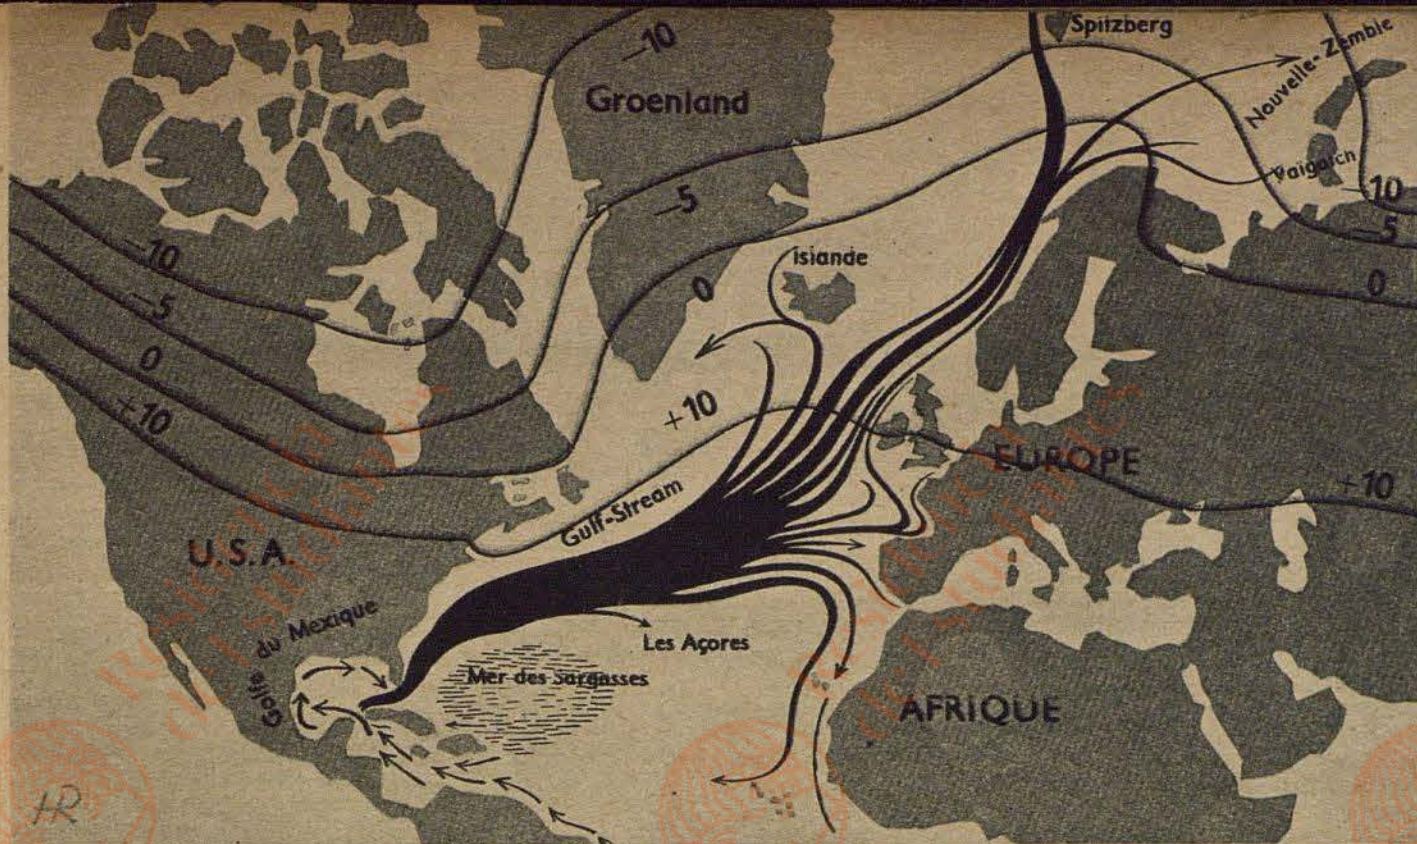 Spitzberg
-10
Nouvelle-Zemble
Groenland
Vaigatch
-10
-5
-5
-10
0
Islande
0
-5
0
+10
+10
+10
EUROPE
+10
Gulf-Stream
U.S.A.
Golfe du Mexique
Les Açores
Mer des Sargasses
AFRIQUE
HR